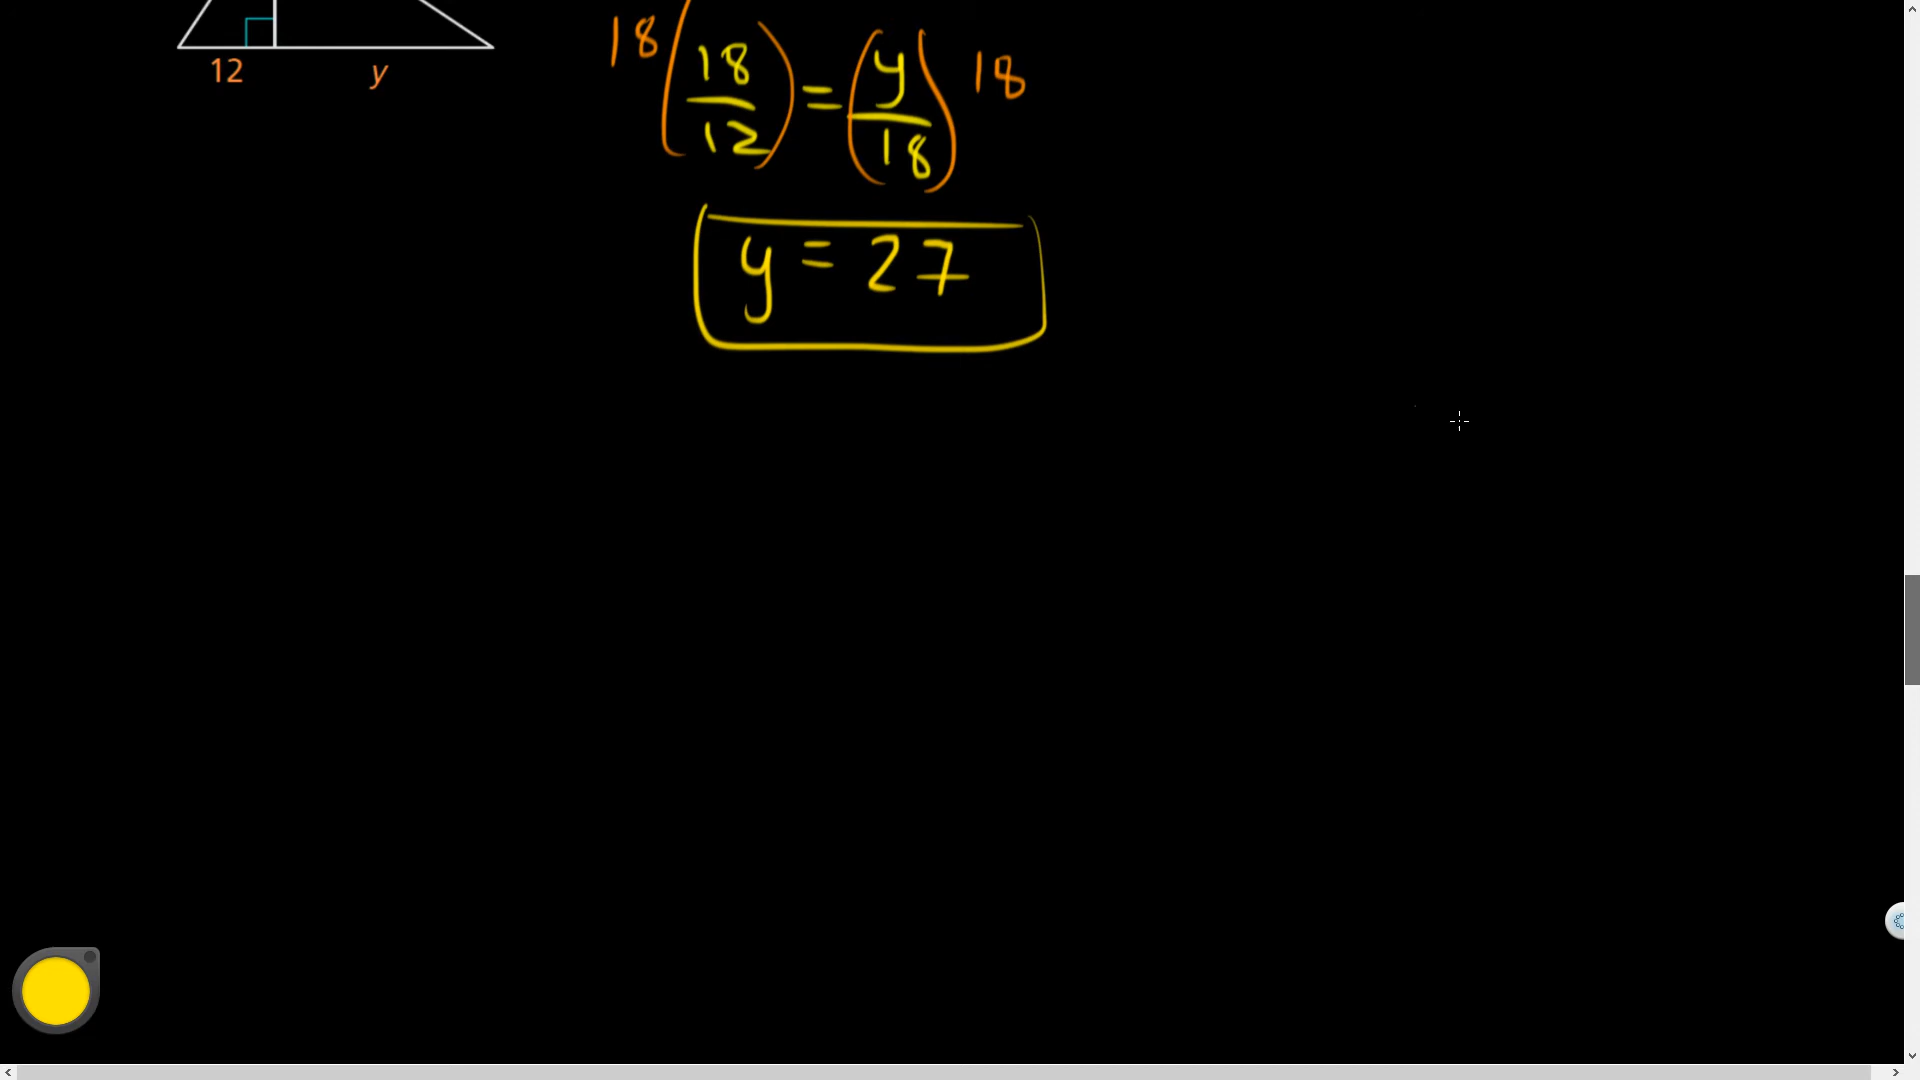 12 y
18 ( 18/12 ) = ( y/18 ) 18
y = 27